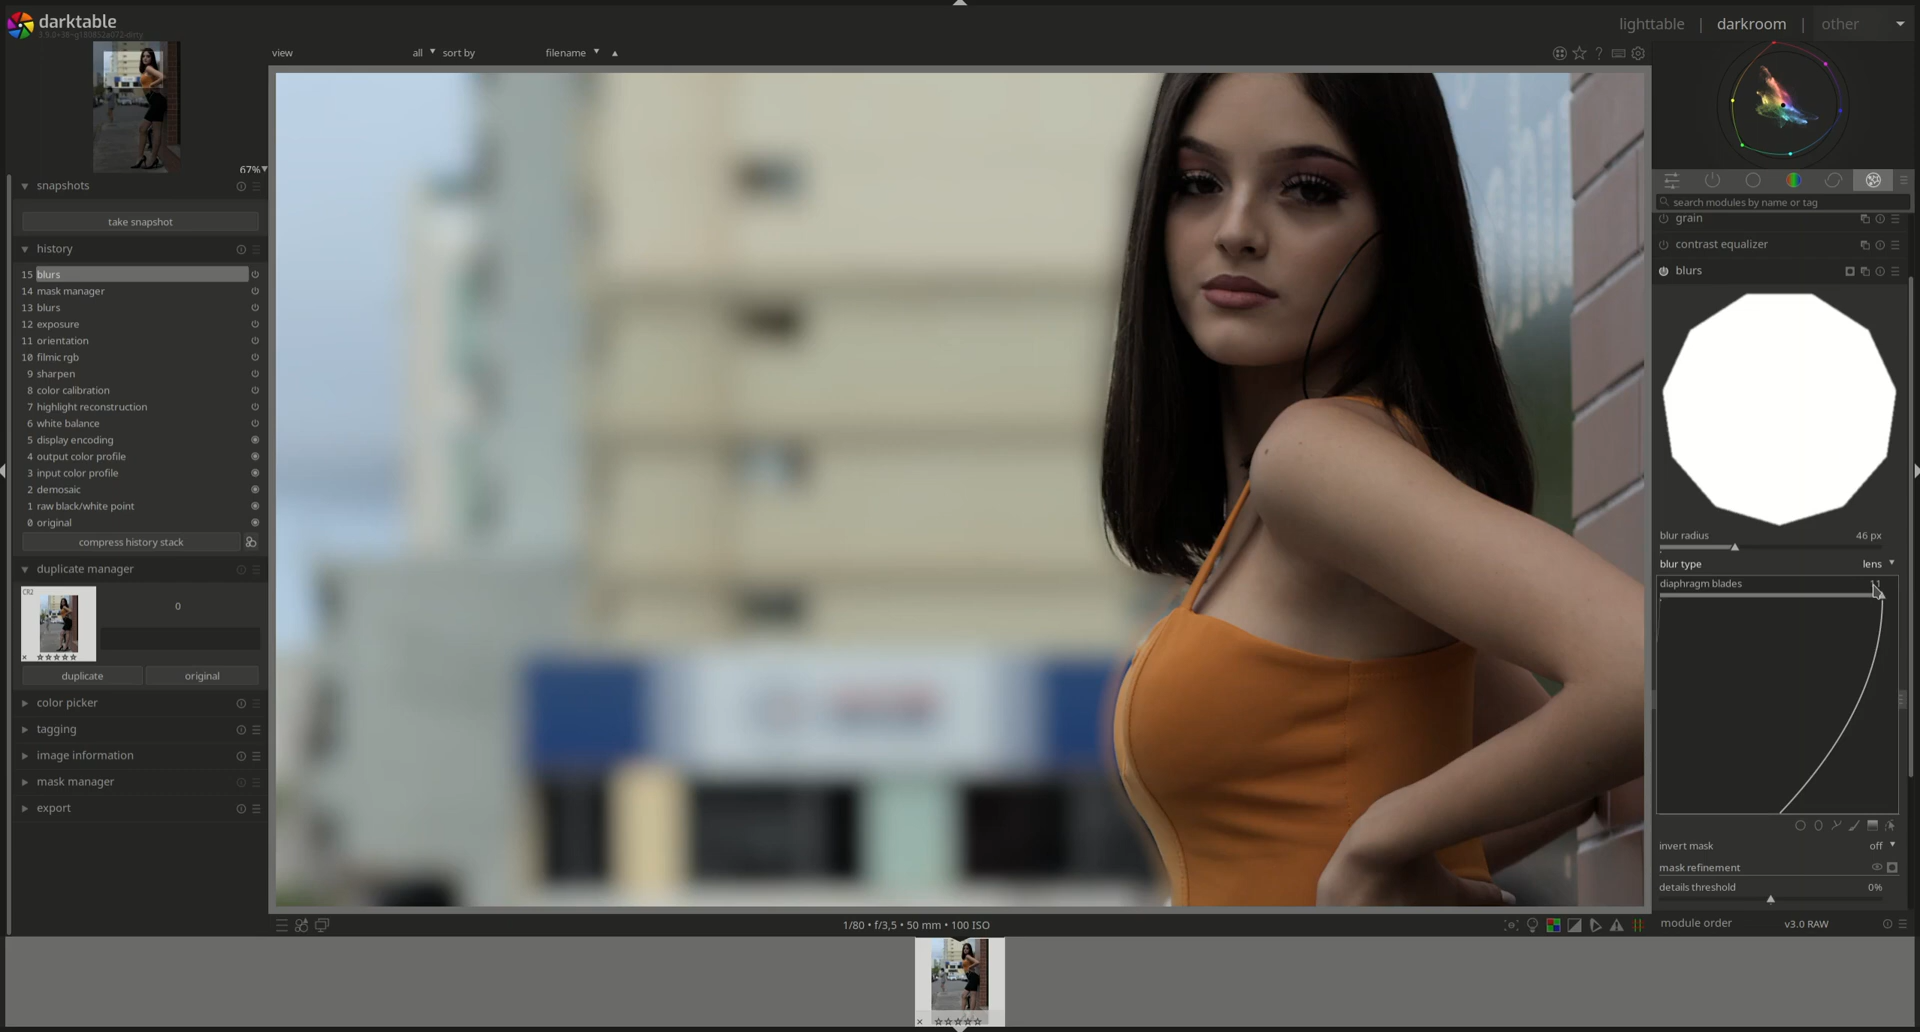 darktable
lighttable | darkroom | other
view all sort by filename
67%
snapshots
take snapshot
history
15 blurs
14 mask manager
13 blurs
12 exposure
11 orientation
10 filmic rgb
9 sharpen
8 color calibration
7 highlight reconstruction
6 white balance
5 display encoding
4 output color profile
3 input color profile
2 demosaic
1 raw black/white point
0 original
compress history stack
duplicate manager
CR2
0
duplicate original
color picker
tagging
image information
mask manager
export
1/80 • f/3,5 • 50 mm • 100 ISO
search modules by name or tag
grain
contrast equalizer
blurs
blur radius 46 px
blur type lens
diaphragm blades 11
invert mask off
mask refinement
details threshold 0%
module order v3.0 RAW